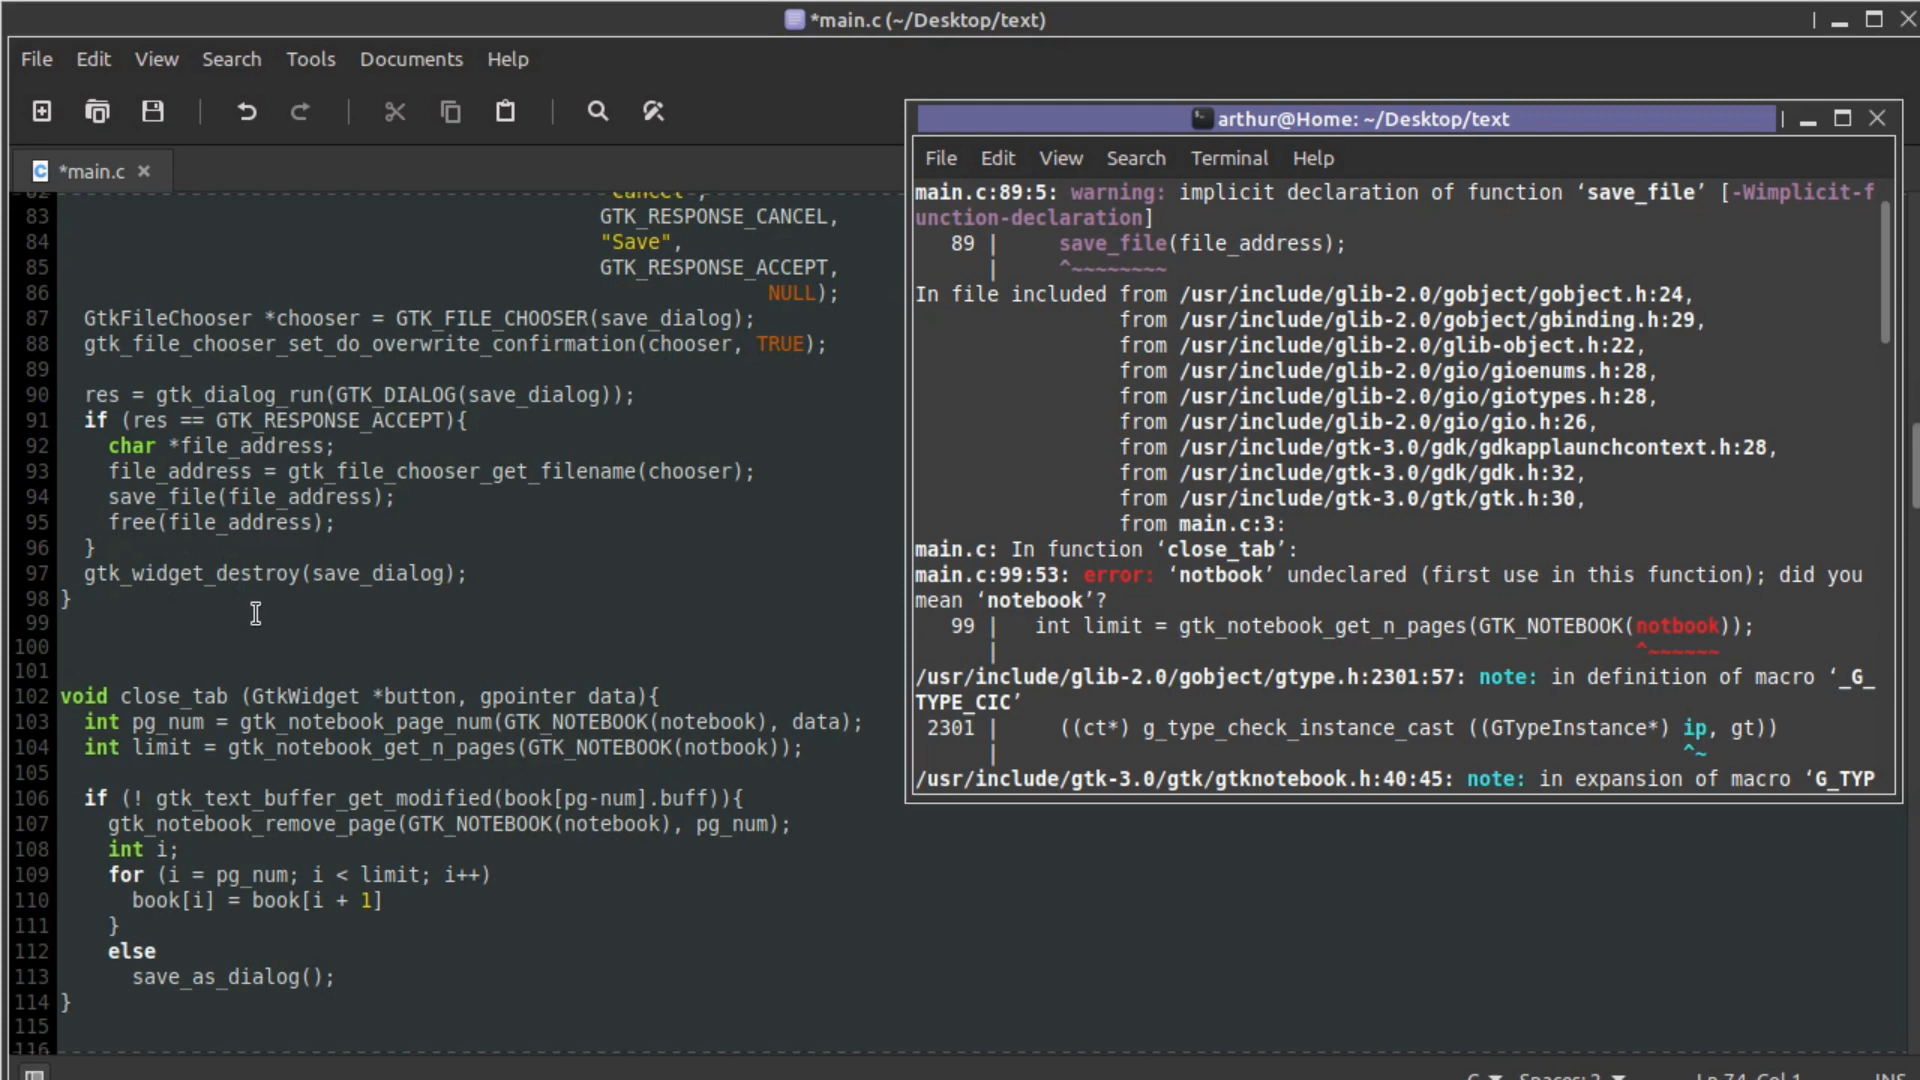 *main.c (~/Desktop/text)
File Edit View Search Tools Documents Help
*main.c
83 GTK_RESPONSE_CANCEL,
84 "Save",
85 GTK_RESPONSE_ACCEPT,
86 NULL);
87 GtkFileChooser *chooser = GTK_FILE_CHOOSER(save_dialog);
88 gtk_file_chooser_set_do_overwrite_confirmation(chooser, TRUE);
89
90 res = gtk_dialog_run(GTK_DIALOG(save_dialog));
91 if (res == GTK_RESPONSE_ACCEPT){
92 char *file_address;
93 file_address = gtk_file_chooser_get_filename(chooser);
94 save_file(file_address);
95 free(file_address);
96 }
97 gtk_widget_destroy(save_dialog);
98 }
99
100
101
102 void close_tab (GtkWidget *button, gpointer data){
103 int pg_num = gtk_notebook_page_num(GTK_NOTEBOOK(notebook), data);
104 int limit = gtk_notebook_get_n_pages(GTK_NOTEBOOK(notbook));
105
106 if (! gtk_text_buffer_get_modified(book[pg-num].buff)){
107 gtk_notebook_remove_page(GTK_NOTEBOOK(notebook), pg_num);
108 int i;
109 for (i = pg_num; i < limit; i++)
110 book[i] = book[i + 1]
111 }
112 else
113 save_as_dialog();
114 }
115
116
arthur@Home: ~/Desktop/text
File Edit View Search Terminal Help
main.c:89:5: warning: implicit declaration of function ‘save_file’ [-Wimplicit-f
unction-declaration]
89 | save_file(file_address);
| ^~~~~~~~~
In file included from /usr/include/glib-2.0/gobject/gobject.h:24,
from /usr/include/glib-2.0/gobject/gbinding.h:29,
from /usr/include/glib-2.0/glib-object.h:22,
from /usr/include/glib-2.0/gio/gioenums.h:28,
from /usr/include/glib-2.0/gio/giotypes.h:28,
from /usr/include/glib-2.0/gio/gio.h:26,
from /usr/include/gtk-3.0/gdk/gdkapplaunchcontext.h:28,
from /usr/include/gtk-3.0/gdk/gdk.h:32,
from /usr/include/gtk-3.0/gtk/gtk.h:30,
from main.c:3:
main.c: In function ‘close_tab’:
main.c:99:53: error: ‘notbook’ undeclared (first use in this function); did you
mean ‘notebook’?
99 | int limit = gtk_notebook_get_n_pages(GTK_NOTEBOOK(notbook));
| ^~~~~~~
/usr/include/glib-2.0/gobject/gtype.h:2301:57: note: in definition of macro ‘_G_
TYPE_CIC’
2301 | ((ct*) g_type_check_instance_cast ((GTypeInstance*) ip, gt))
| ^~
/usr/include/gtk-3.0/gtk/gtknotebook.h:40:45: note: in expansion of macro ‘G_TYP